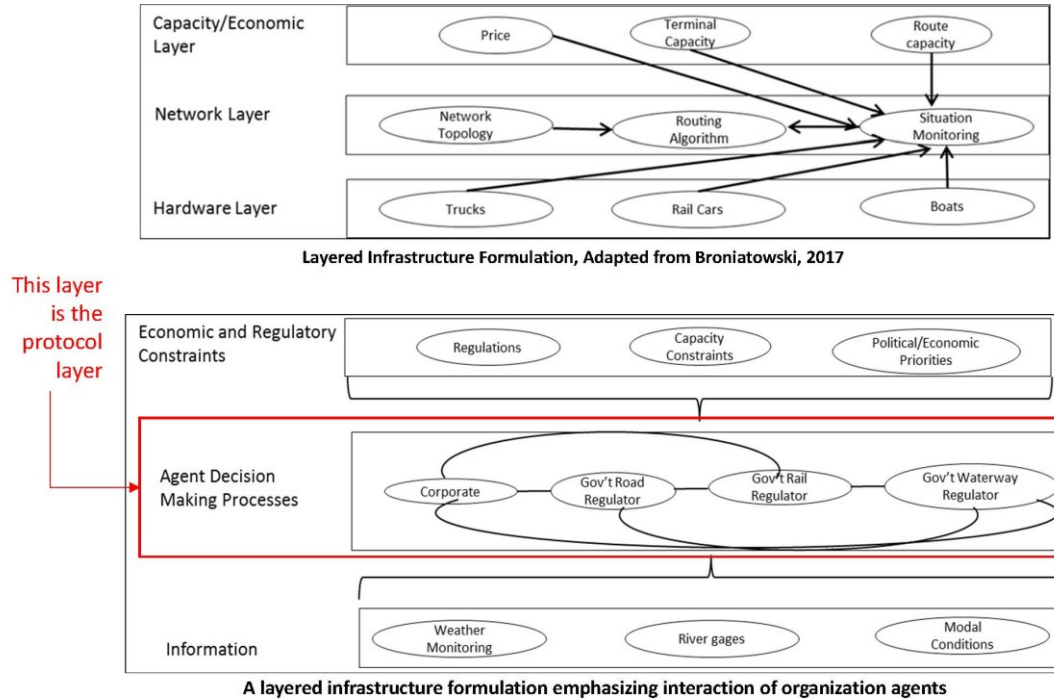 Capacity/Economic
Layer
Price
Terminal
Capacity
Route
capacity
Network Layer
Network
Topology
Routing
Algorithm
Situation
Monitoring
Hardware Layer
Trucks
Rail Cars
Boats
Layered Infrastructure Formulation, Adapted from Broniatowski, 2017
This layer
is the
protocol
layer
Economic and Regulatory
Constraints
Regulations
Capacity
Constraints
Political/Economic
Priorities
Agent Decision
Making Processes
Corporate
Gov't Road
Regulator
Gov't Rail
Regulator
Gov't Waterway
Regulator
Information
Weather
Monitoring
River gages
Modal
Conditions
A layered infrastructure formulation emphasizing interaction of organization agents